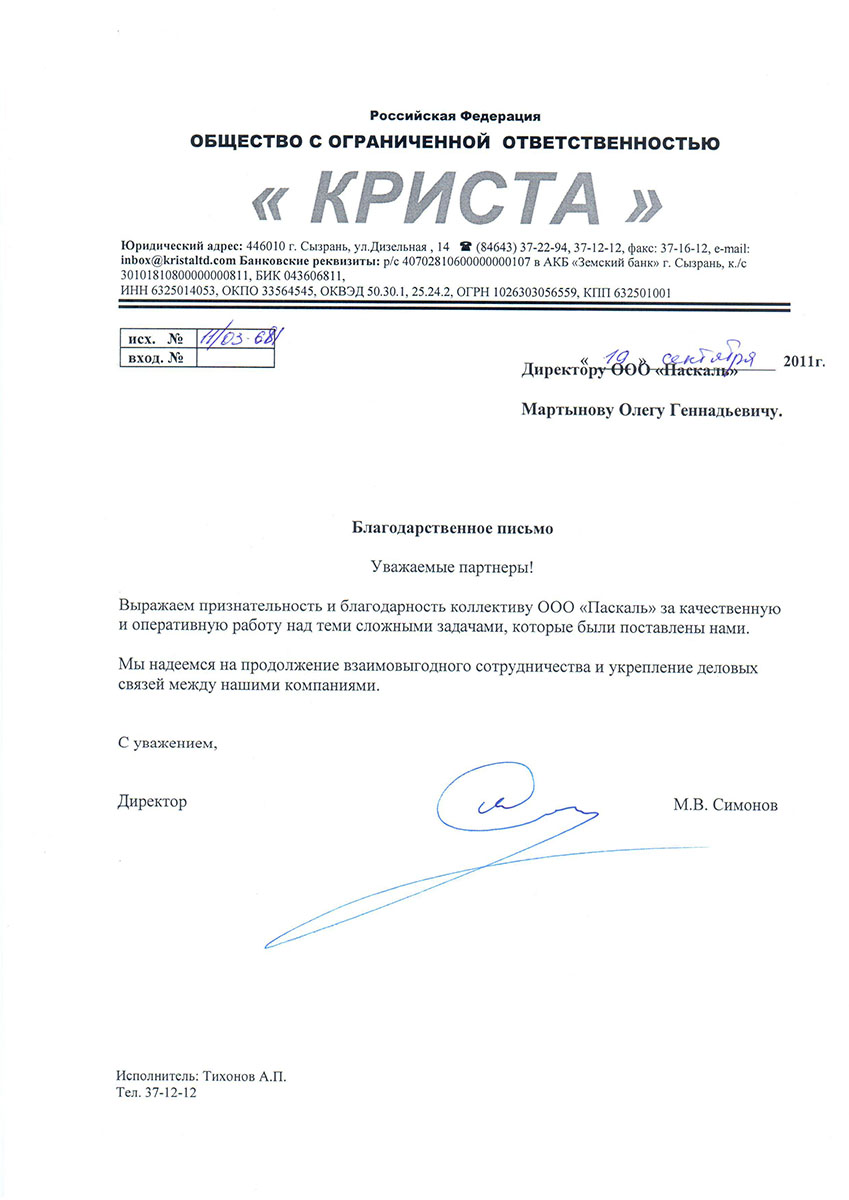 Российская Федерация
ОБЩЕСТВО С ОГРАНИЧЕННОЙ ОТВЕТСТВЕННОСТЬЮ
« КРИСТА »
Юридический адрес: 446010 г. Сызрань, ул.Дизельная , 14 ☎ (84643) 37-22-94, 37-12-12, факс: 37-16-12, e-mail:
inbox@kristaltd.com Банковские реквизиты: р/с 40702810600000000107 в АКБ «Земский банк» г. Сызрань, к./с
30101810800000000811, БИК 043606811,
ИНН 6325014053, ОКПО 33564545, ОКВЭД 50.30.1, 25.24.2, ОГРН 1026303056559, КПП 632501001
исх. № 11/03-681
вход. №
« 19 » сентября 2011г.
Директору ООО «Паскаль»
Мартынову Олегу Геннадьевичу.
Благодарственное письмо
Уважаемые партнеры!
Выражаем признательность и благодарность коллективу ООО «Паскаль» за качественную
и оперативную работу над теми сложными задачами, которые были поставлены нами.
Мы надеемся на продолжение взаимовыгодного сотрудничества и укрепление деловых
связей между нашими компаниями.
С уважением,
Директор М.В. Симонов
Исполнитель: Тихонов А.П.
Тел. 37-12-12